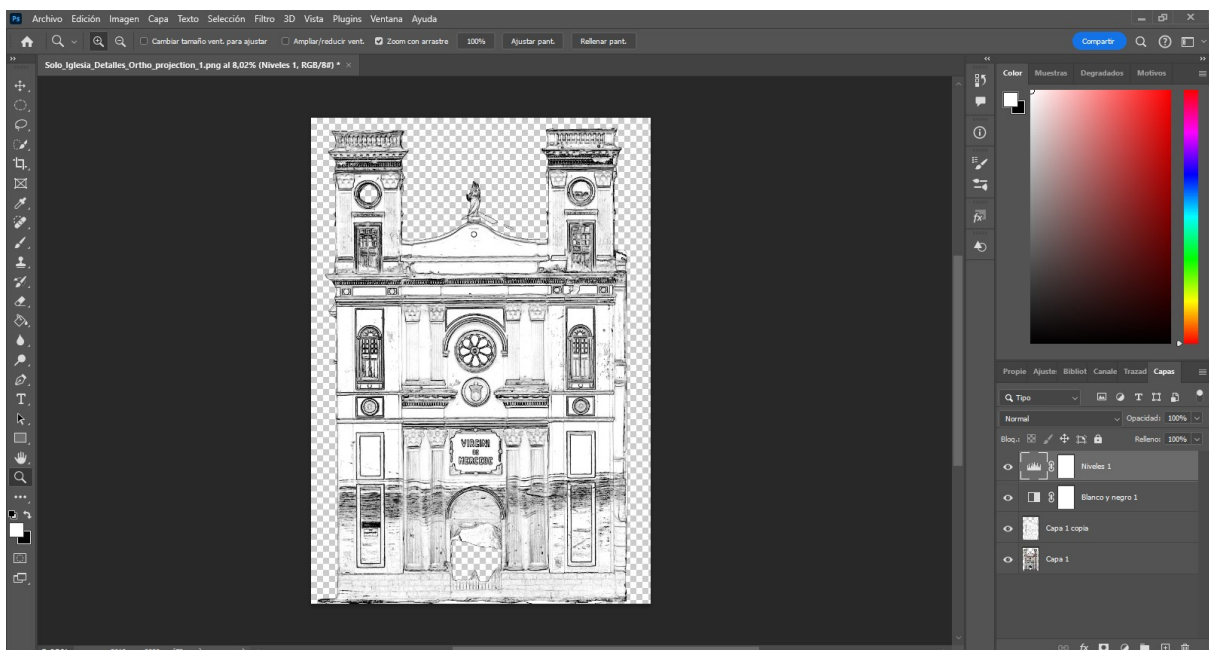 Ps Archivo Edición Imagen Capa Texto Selección Filtro 3D Vista Plugins Ventana Ayuda
Cambiar tamaño vent. para ajustar Ampliar/reducir vent. Zoom con arrastre 100% Ajustar pant. Rellenar pant. Compartir
Solo_Iglesia_Detalles_Ortho_projection_1.png al 8,02% (Niveles 1, RGB/8#) *
Color Muestras Degradados Motivos
VIRGEN
DE
MERCEDE
Propie Ajuste Bibliot Canale Trazad Capas
Tipo
Normal Opacidad: 100%
Bloq.: Relleno: 100%
Niveles 1
Blanco y negro 1
Capa 1 copia
Capa 1